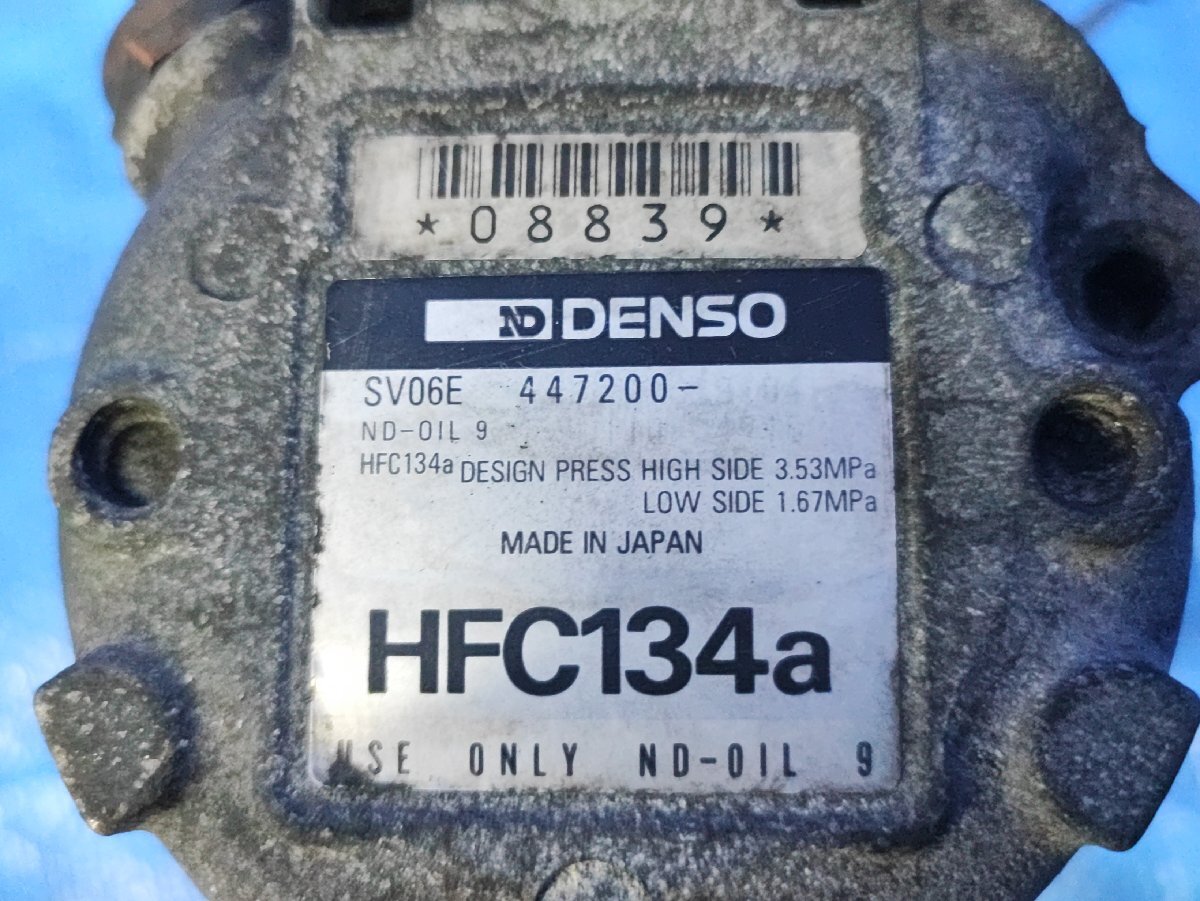 *08839*
ND DENSO
SV06E 447200-
ND-OIL 9
HFC134a DESIGN PRESS HIGH SIDE 3.53MPa
LOW SIDE 1.67MPa
MADE IN JAPAN
HFC134a
USE ONLY ND-OIL 9